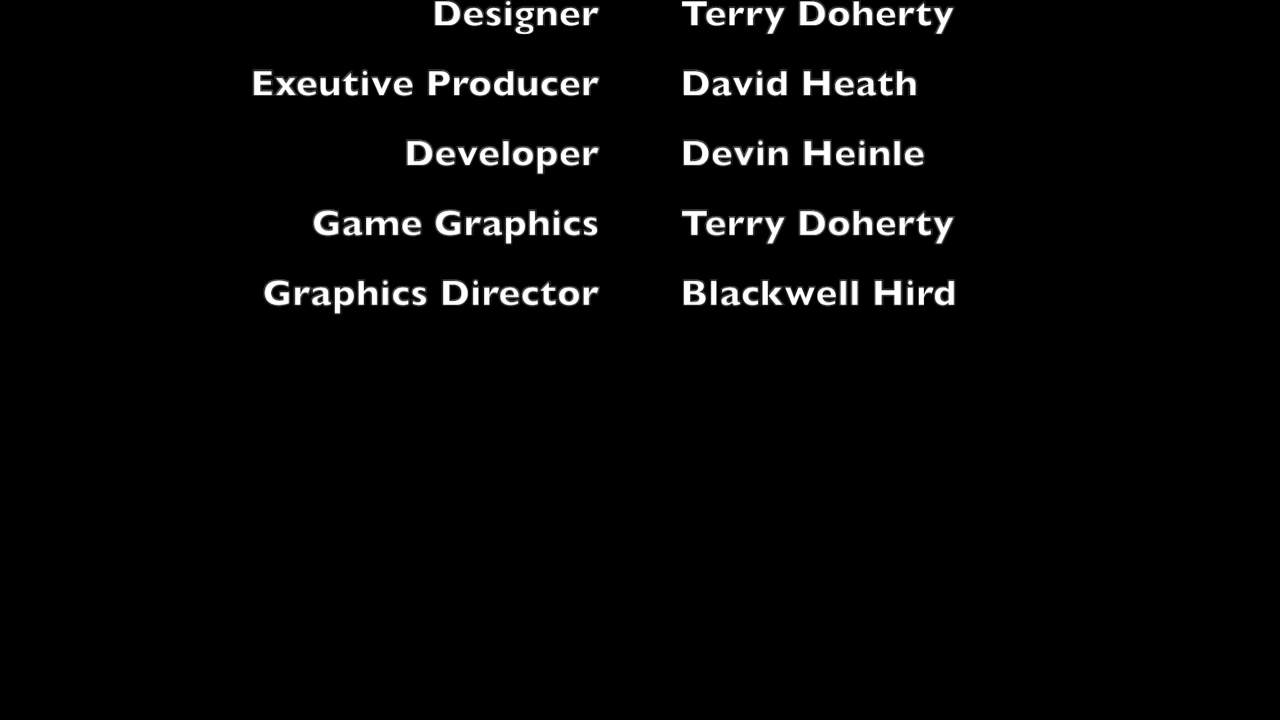 Designer Terry Doherty
Exeutive Producer David Heath
Developer Devin Heinle
Game Graphics Terry Doherty
Graphics Director Blackwell Hird